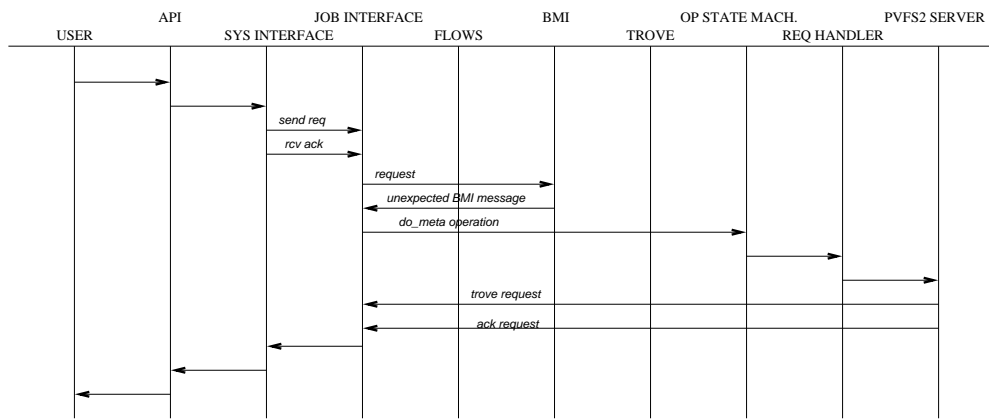 API JOB INTERFACE BMI OP STATE MACH. PVFS2 SERVER
USER SYS INTERFACE FLOWS TROVE REQ HANDLER
send req
rcv ack
request
unexpected BMI message
do_meta operation
trove request
ack request